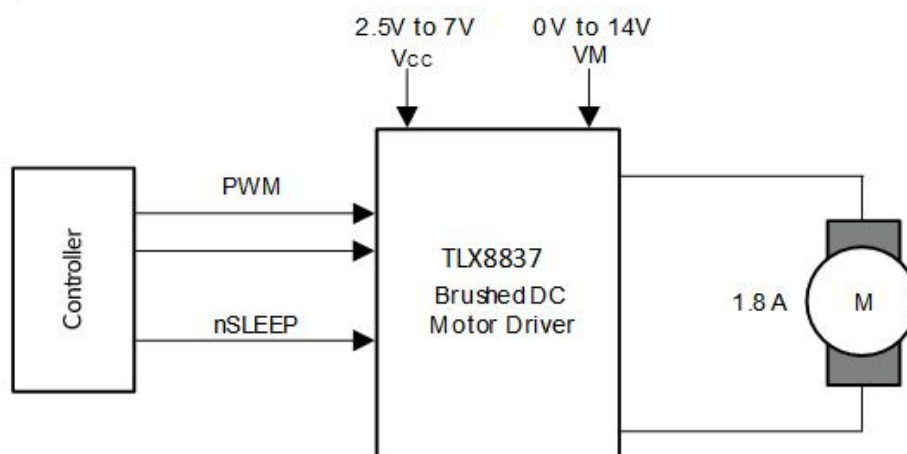 2.5V to 7V
Vcc
0V to 14V
VM
PWM
Controller
nSLEEP
TLX8837
Brushed DC
Motor Driver
1.8 A
M